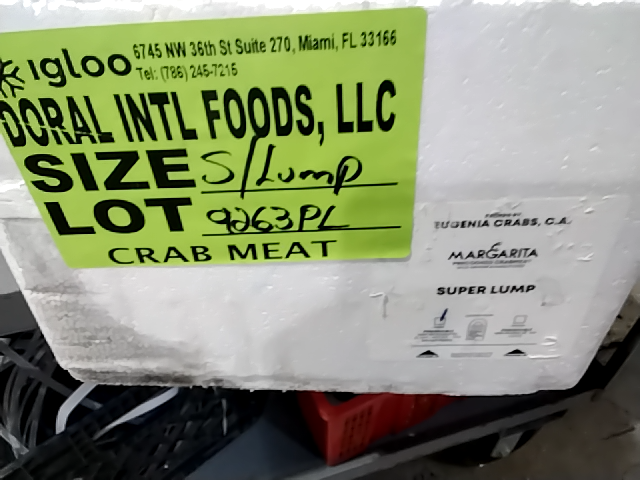 igloo 6745 NW 36th St Suite 270, Miami, FL 33166
Tel: (786) 245-7215
DORAL INTL FOODS, LLC
SIZE S/Lump
LOT 9263PL
CRAB MEAT
EUGENIA CRABS, C.A.
MARGARITA
SUPER LUMP